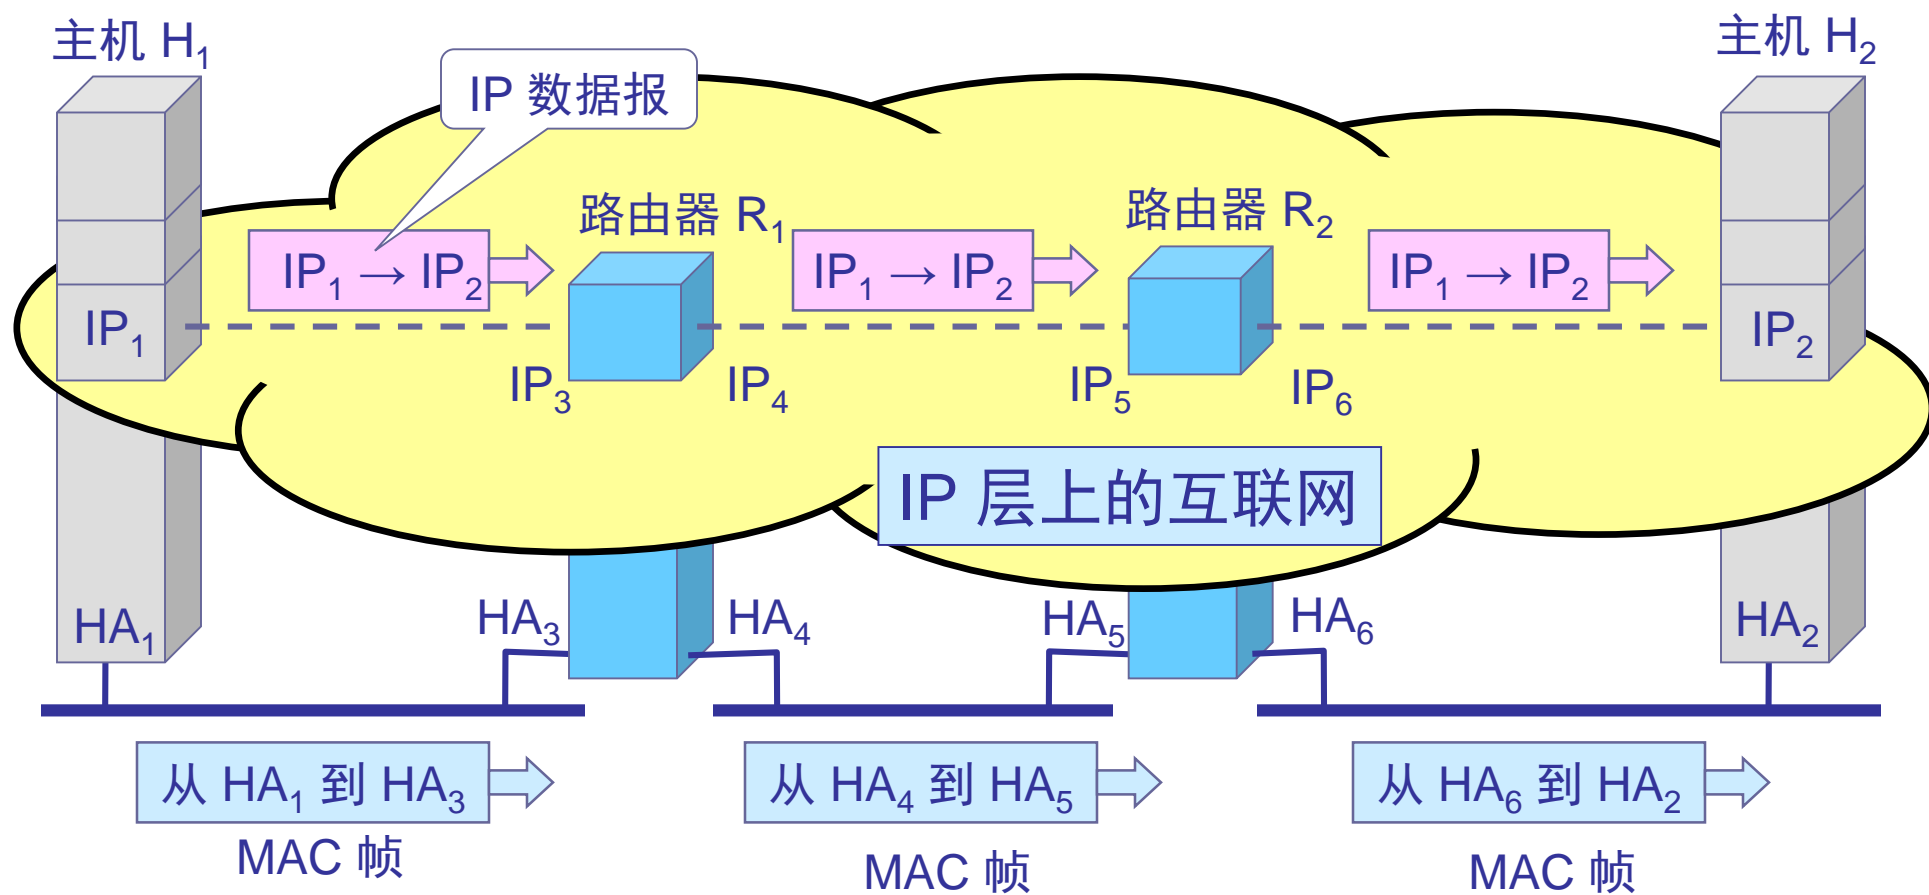 主机 H₁
主机 H₂
IP 数据报
路由器 R₁
路由器 R₂
IP₁ → IP₂
IP₁ → IP₂
IP₁ → IP₂
IP₁
IP₂
IP₃
IP₄
IP₅
IP₆
IP 层上的互联网
HA₁
HA₃
HA₄
HA₅
HA₆
HA₂
从 HA₁ 到 HA₃
从 HA₄ 到 HA₅
从 HA₆ 到 HA₂
MAC 帧
MAC 帧
MAC 帧